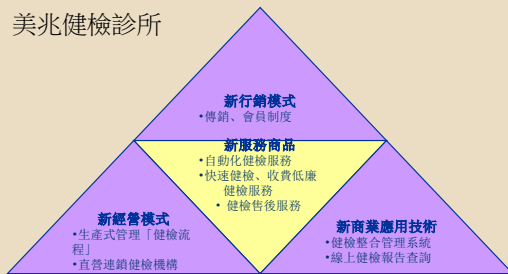 美兆健檢診所
新行銷模式
•傳銷、會員制度
新服務商品
•自動化健檢服務
•快速健檢、收費低廉
健檢服務
• 健檢售後服務
新經營模式
•生產式管理「健檢流
程」
•直營連鎖健檢機構
新商業應用技術
•健檢整合管理系統
•線上健檢報告查詢